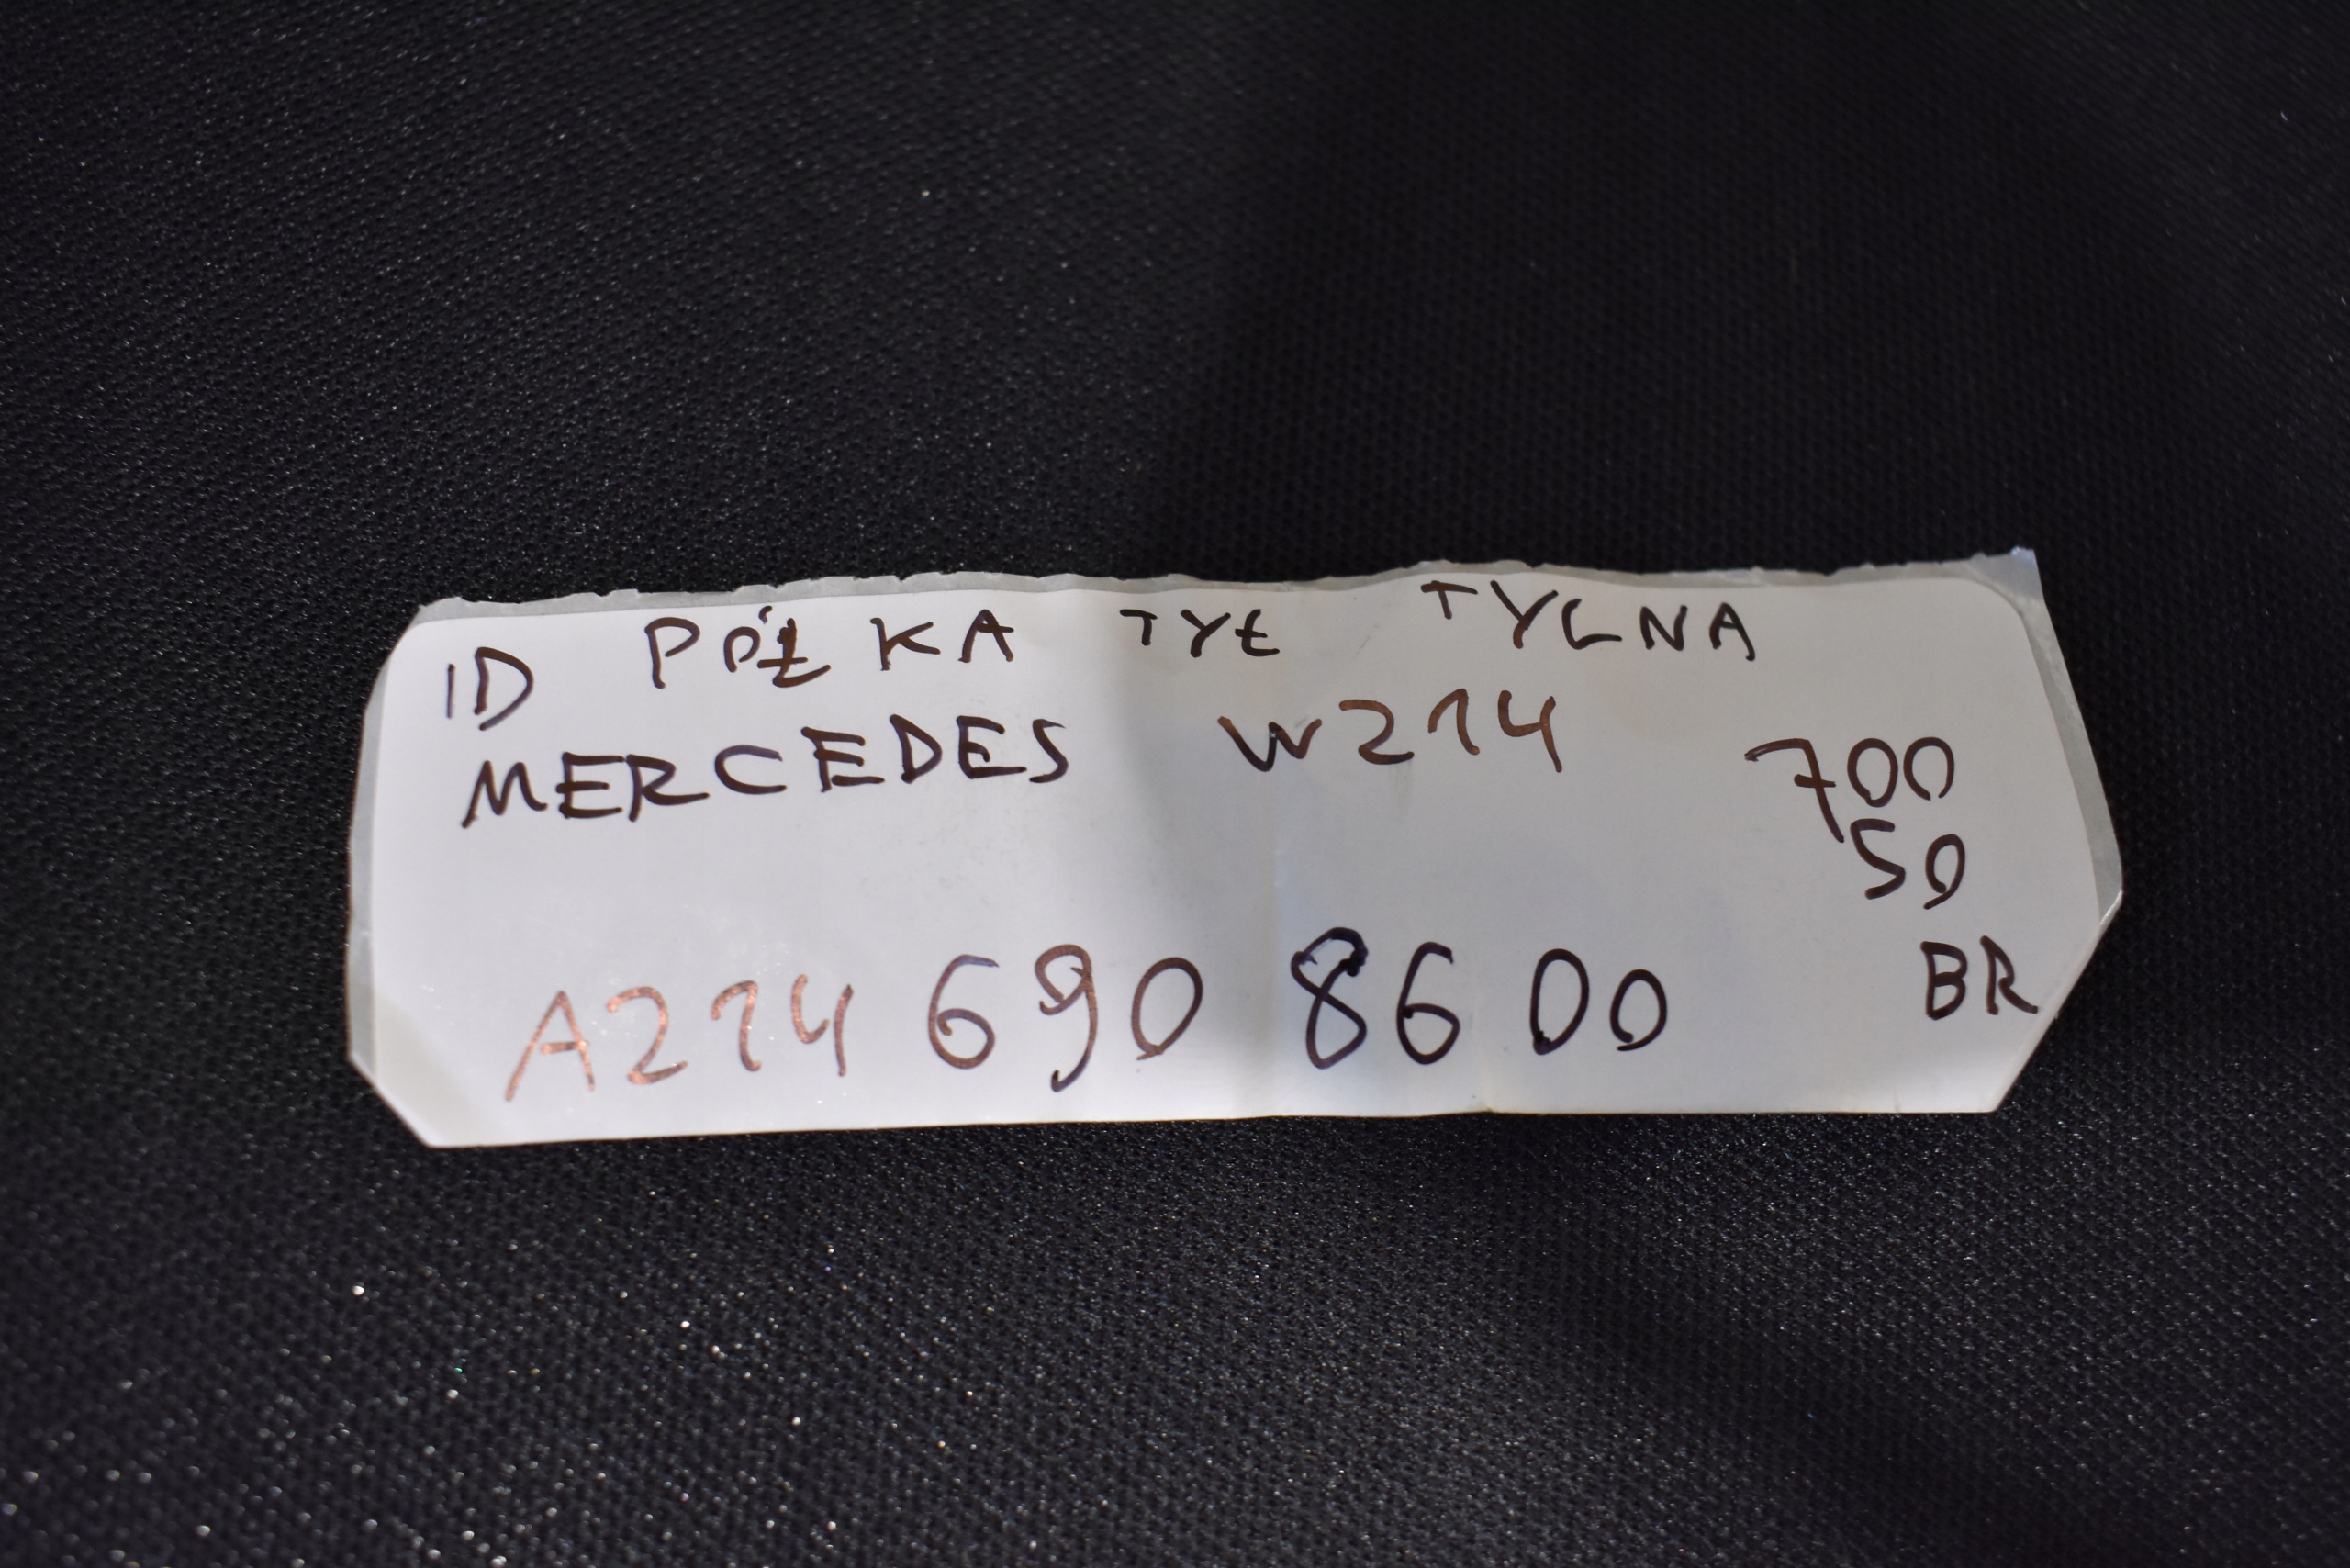 ID PÓŁKA TYŁ TYLNA
MERCEDES W214
700
50
BR
A214 690 86 00